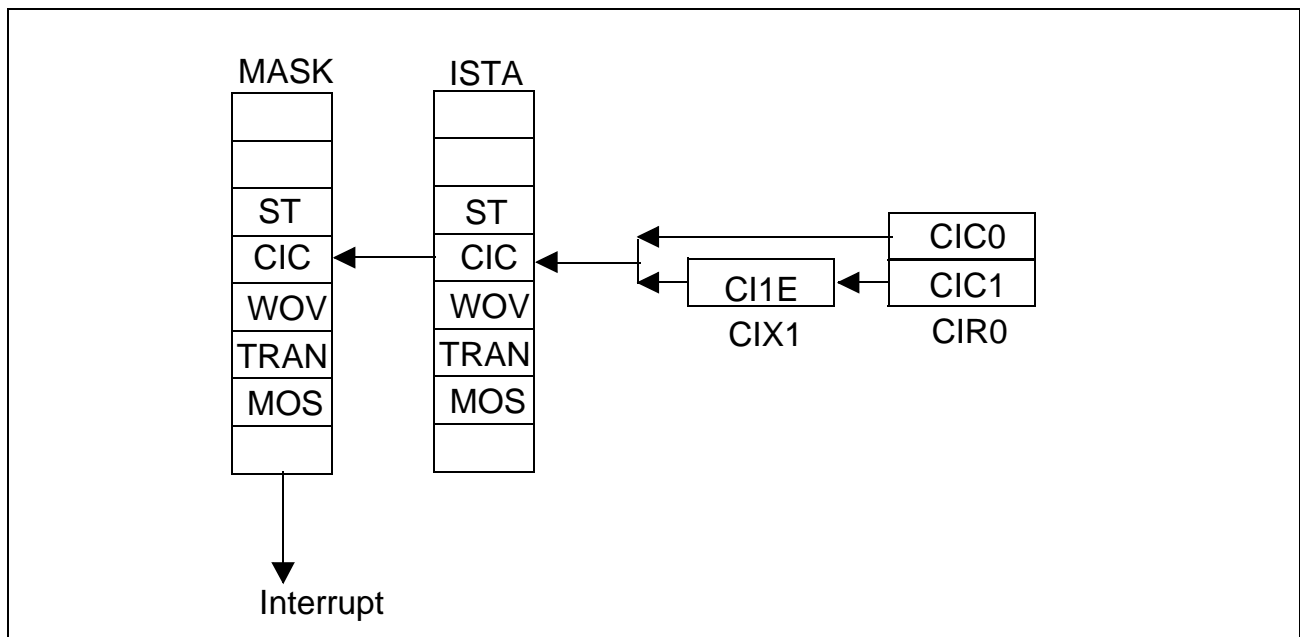 MASK
ISTA
ST
CIC
WOV
TRAN
MOS
ST
CIC
WOV
TRAN
MOS
CI1E
CIX1
CIC0
CIC1
CIR0
Interrupt